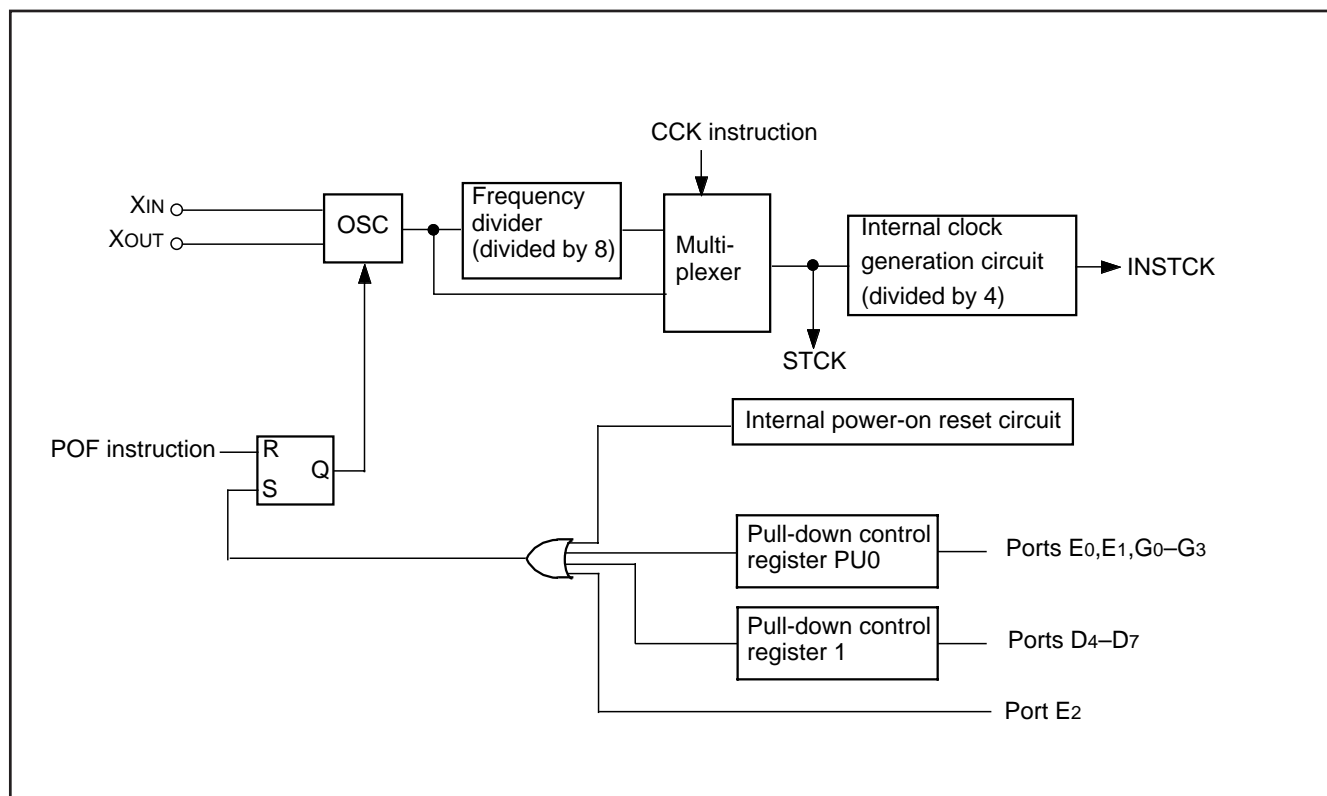 CCK instruction
XIN
XOUT
OSC
Frequency
divider
(divided by 8)
Multi-
plexer
Internal clock
generation circuit
(divided by 4)
INSTCK
STCK
Internal power-on reset circuit
POF instruction
R
S
Q
Pull-down control
register PU0
Ports E0,E1,G0–G3
Pull-down control
register 1
Ports D4–D7
Port E2